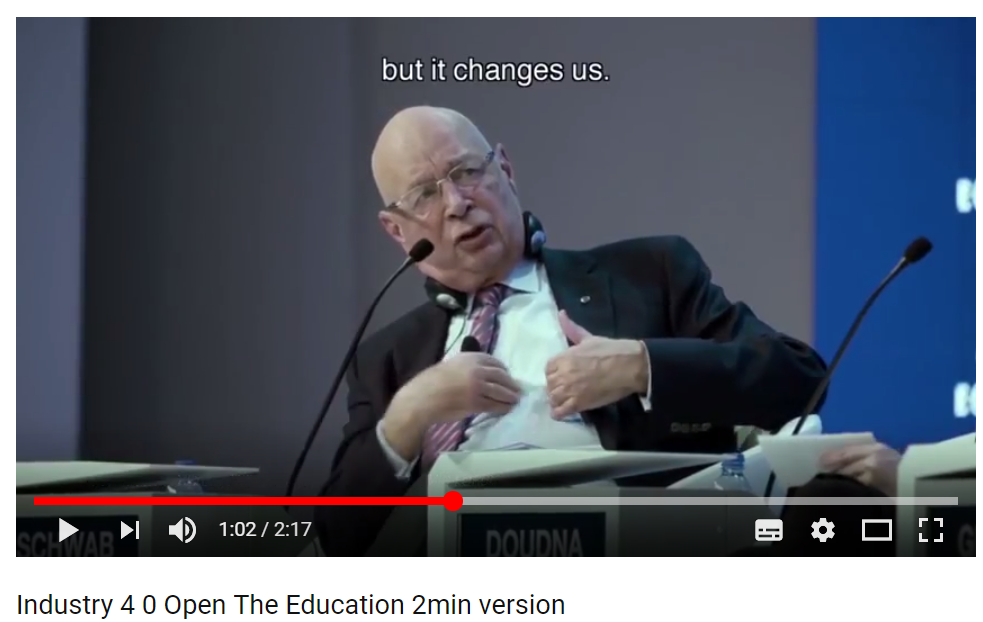 but it changes us.
1:02 / 2:17
SCHWAB
DOUDNA
Industry 4 0 Open The Education 2min version